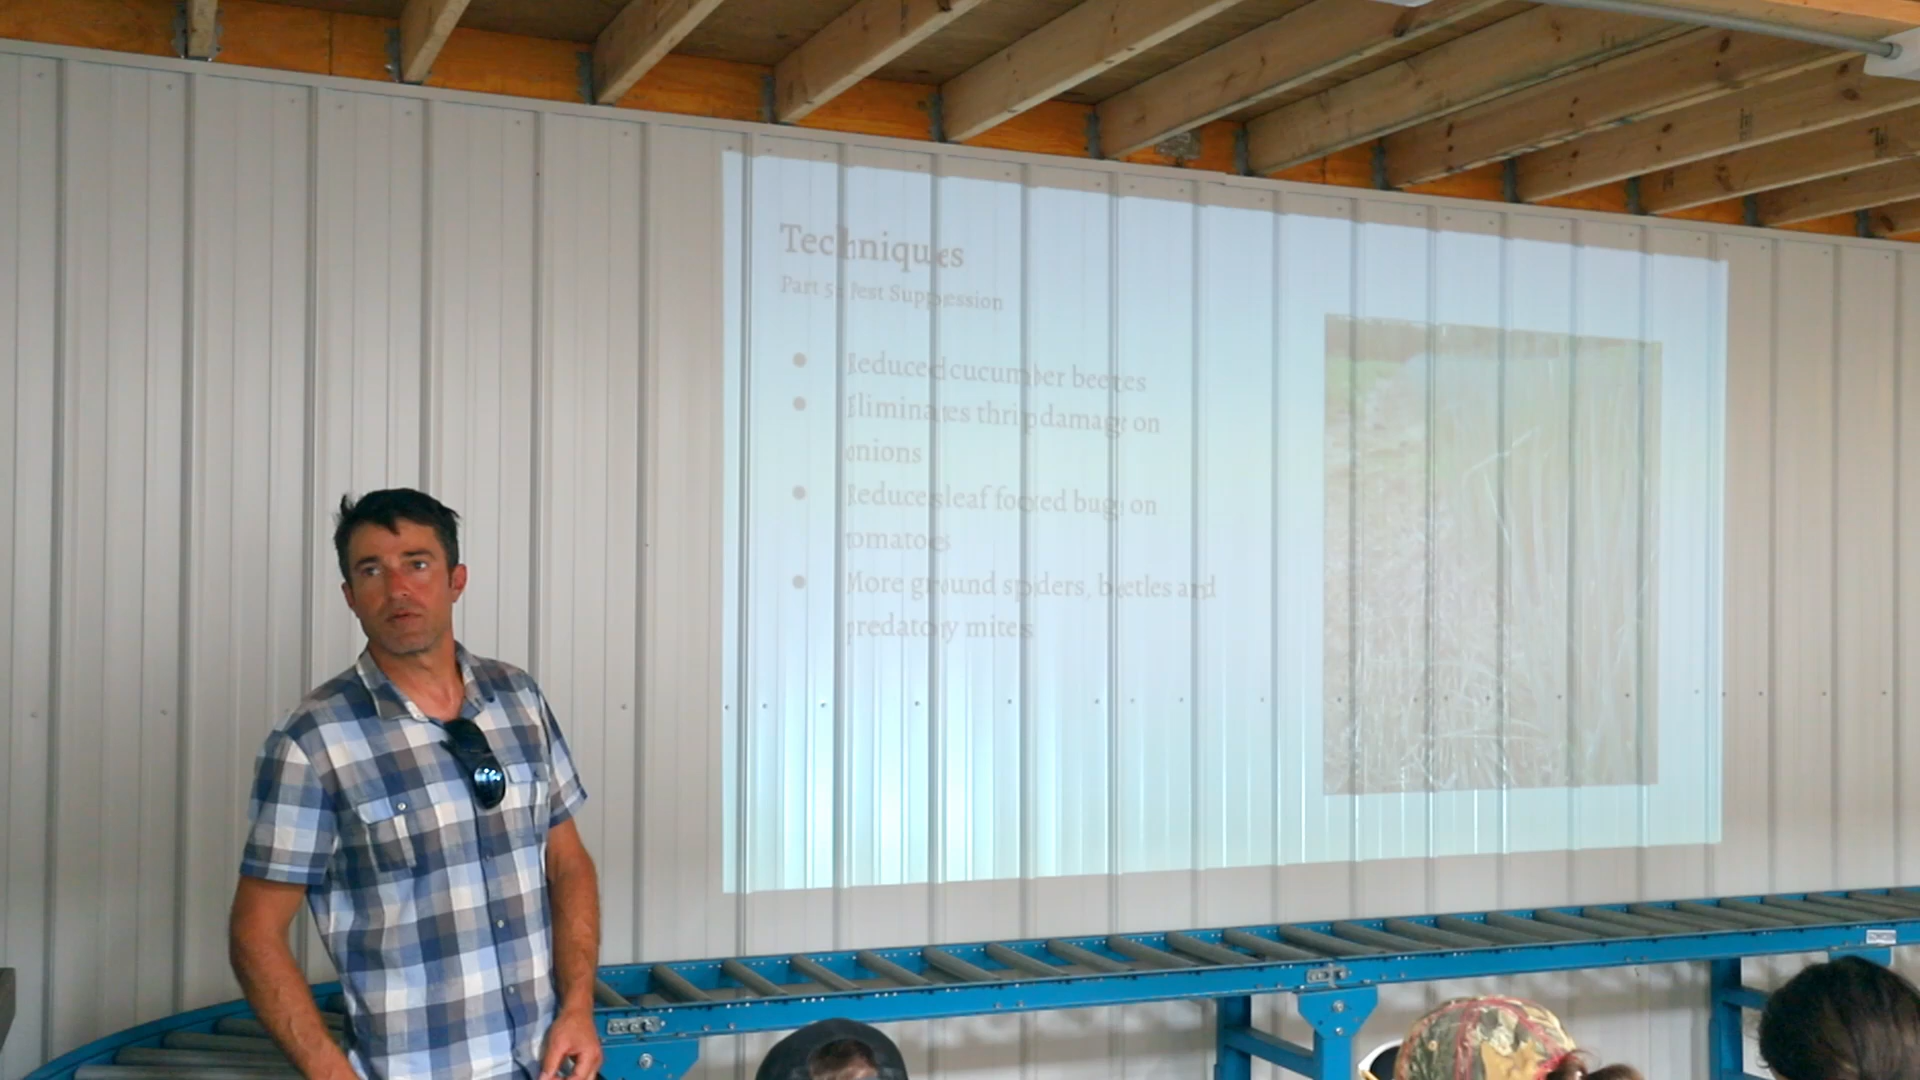 Techniques
Part 5: Pest Suppression
● Reduced cucumber beetles
● Eliminates thrip damage on
onions
● Reduces leaf footed bugs on
tomatoes
● More ground spiders, beetles and
predatory mites